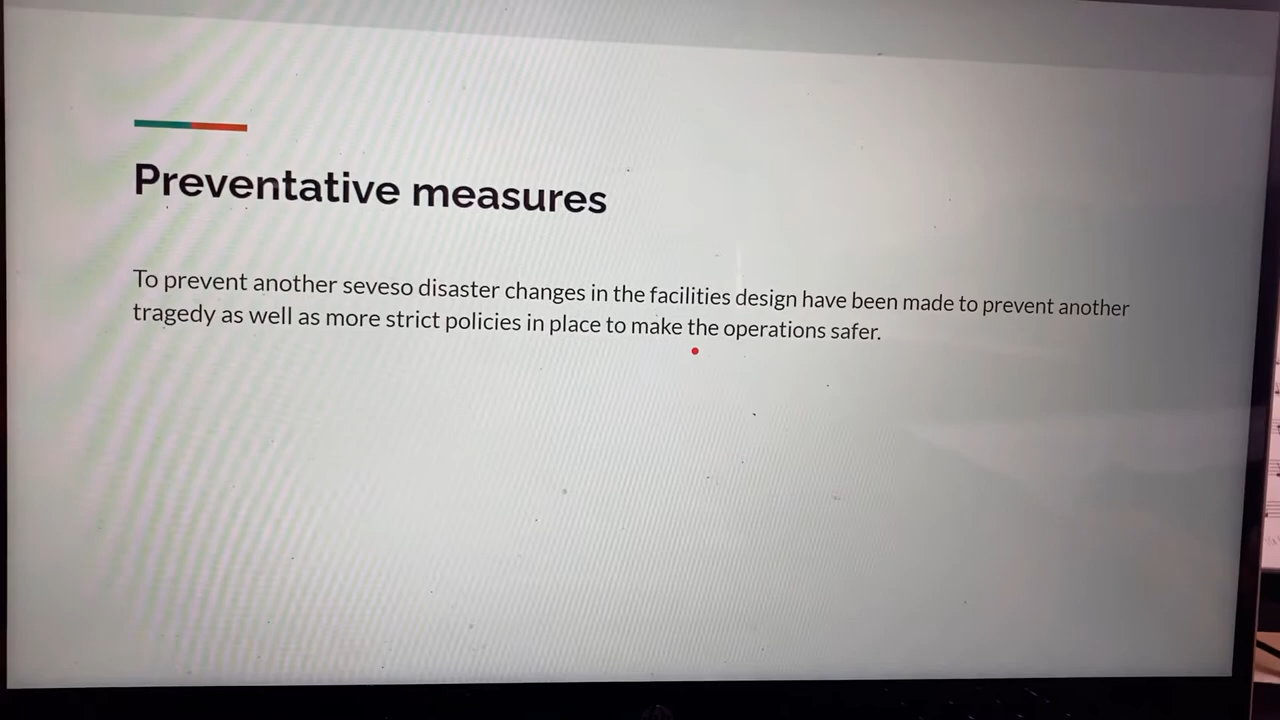 Preventative measures
To prevent another seveso disaster changes in the facilities design have been made to prevent another
tragedy as well as more strict policies in place to make the operations safer.